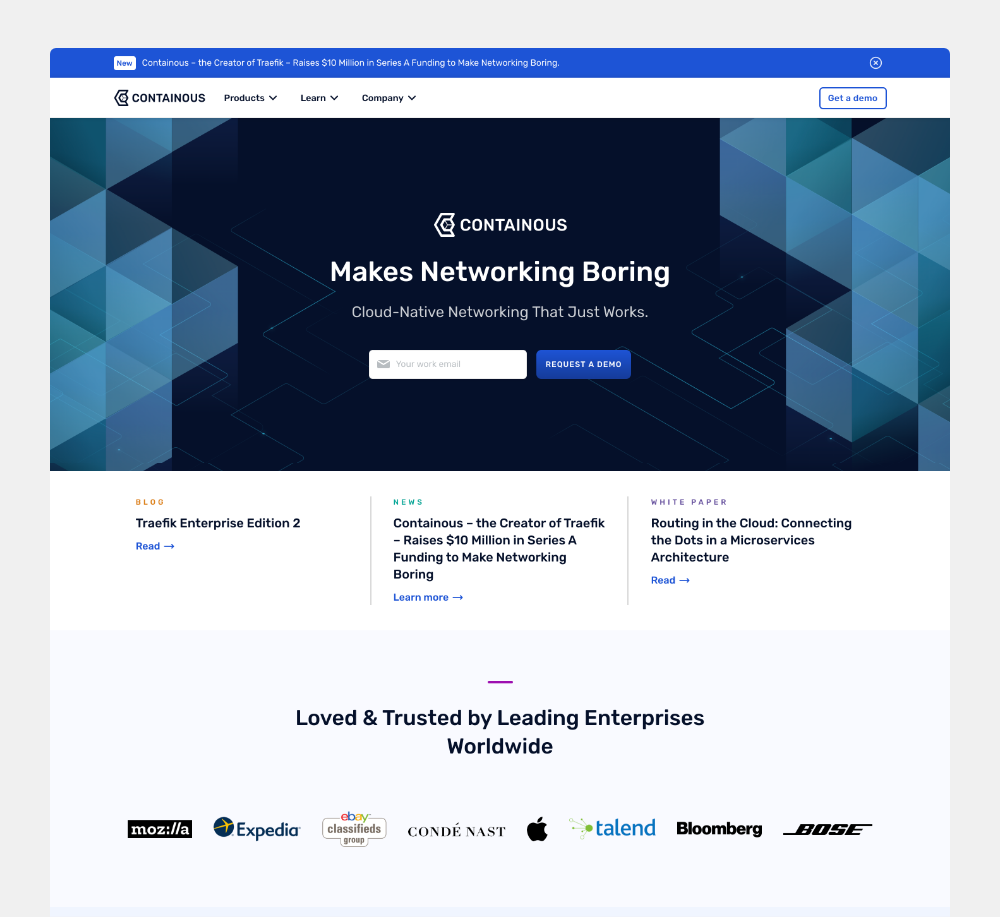 New Containous – the Creator of Traefik – Raises $10 Million in Series A Funding to Make Networking Boring.
CONTAINOUS Products Learn Company Get a demo
CONTAINOUS
Makes Networking Boring
Cloud-Native Networking That Just Works.
Your work email REQUEST A DEMO
BLOG
Traefik Enterprise Edition 2
Read →
NEWS
Containous – the Creator of Traefik
– Raises $10 Million in Series A
Funding to Make Networking
Boring
Learn more →
WHITE PAPER
Routing in the Cloud: Connecting
the Dots in a Microservices
Architecture
Read →
Loved & Trusted by Leading Enterprises
Worldwide
moz://a
Expedia
ebay
classifieds
group
CONDÉ NAST
talend
Bloomberg
BOSE